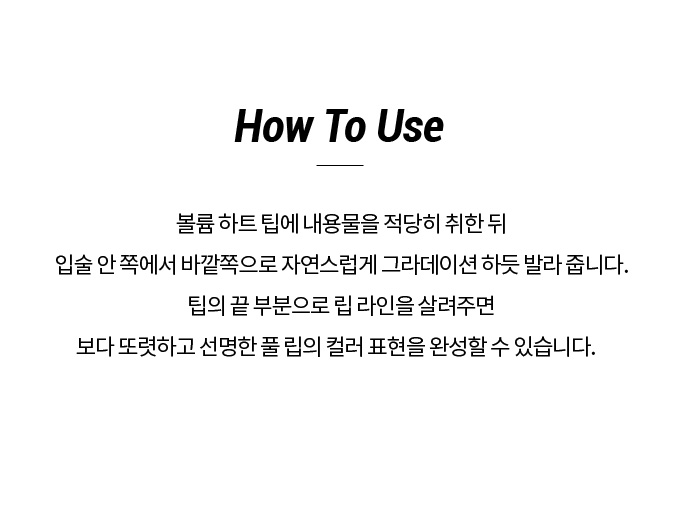 How To Use
볼륨 하트 팁에 내용물을 적당히 취한 뒤
입술 안 쪽에서 바깥쪽으로 자연스럽게 그라데이션 하듯 발라 줍니다.
팁의 끝 부분으로 립 라인을 살려주면
보다 또렷하고 선명한 풀 립의 컬러 표현을 완성할 수 있습니다.